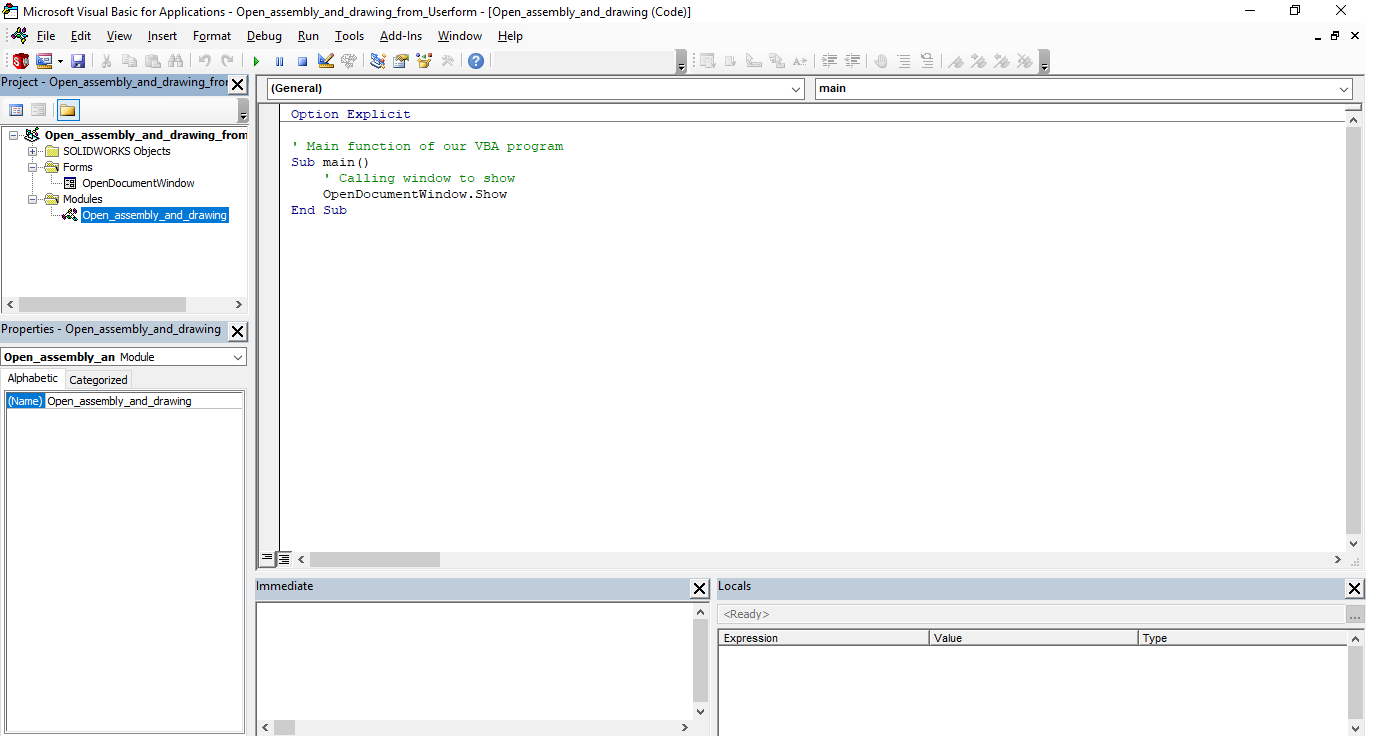 Microsoft Visual Basic for Applications - Open_assembly_and_drawing_from_Userform - [Open_assembly_and_drawing (Code)]
File Edit View Insert Format Debug Run Tools Add-Ins Window Help
Project - Open_assembly_and_drawing_fro
Open_assembly_and_drawing_from
SOLIDWORKS Objects
Forms
OpenDocumentWindow
Modules
Open_assembly_and_drawing
Properties - Open_assembly_and_drawing
Open_assembly_an Module
Alphabetic Categorized
(Name) Open_assembly_and_drawing
(General) main
Option Explicit
' Main function of our VBA program
Sub main()
' Calling window to show
OpenDocumentWindow.Show
End Sub
Immediate
Locals
<Ready>
...
Expression Value Type